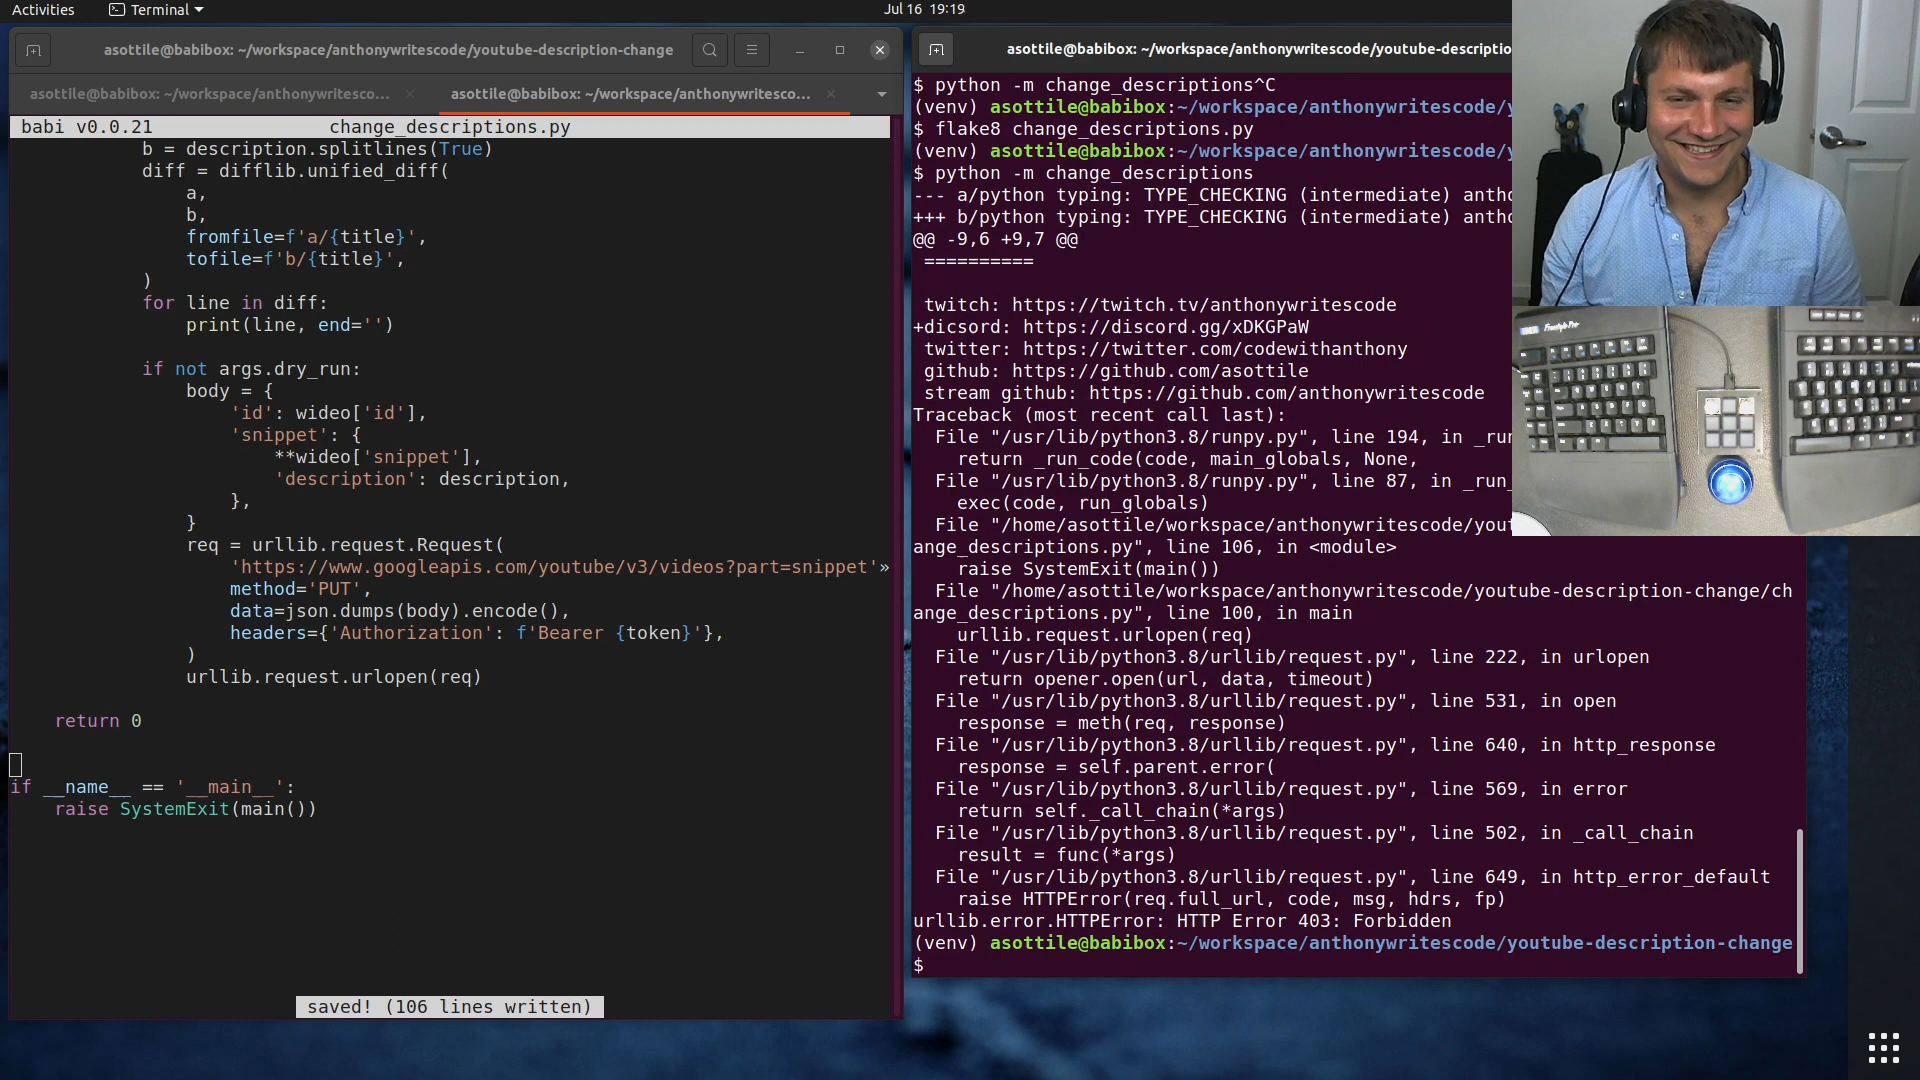 Activities
Terminal
Jul 16 19:19
asottile@babibox: ~/workspace/anthonywritescode/youtube-description-change
asottile@babibox: ~/workspace/anthonywritesco...
asottile@babibox: ~/workspace/anthonywritesco...
babi v0.0.21 change_descriptions.py
b = description.splitlines(True)
diff = difflib.unified_diff(
a,
b,
fromfile=f'a/{title}',
tofile=f'b/{title}',
)
for line in diff:
print(line, end='')
if not args.dry_run:
body = {
'id': wideo['id'],
'snippet': {
**wideo['snippet'],
'description': description,
},
}
req = urllib.request.Request(
'https://www.googleapis.com/youtube/v3/videos?part=snippet'»
method='PUT',
data=json.dumps(body).encode(),
headers={'Authorization': f'Bearer {token}'},
)
urllib.request.urlopen(req)
return 0
if __name__ == '__main__':
raise SystemExit(main())
saved! (106 lines written)
asottile@babibox: ~/workspace/anthonywritescode/youtube-descriptio
$ python -m change_descriptions^C
(venv) asottile@babibox:~/workspace/anthonywritescode/y
$ flake8 change_descriptions.py
(venv) asottile@babibox:~/workspace/anthonywritescode/y
$ python -m change_descriptions
--- a/python typing: TYPE_CHECKING (intermediate) antho
+++ b/python typing: TYPE_CHECKING (intermediate) antho
@@ -9,6 +9,7 @@
==========
twitch: https://twitch.tv/anthonywritescode
+dicsord: https://discord.gg/xDKGPaW
twitter: https://twitter.com/codewithanthony
github: https://github.com/asottile
stream github: https://github.com/anthonywritescode
Traceback (most recent call last):
File "/usr/lib/python3.8/runpy.py", line 194, in _run
return _run_code(code, main_globals, None,
File "/usr/lib/python3.8/runpy.py", line 87, in _run_
exec(code, run_globals)
File "/home/asottile/workspace/anthonywritescode/yout
ange_descriptions.py", line 106, in <module>
raise SystemExit(main())
File "/home/asottile/workspace/anthonywritescode/youtube-description-change/ch
ange_descriptions.py", line 100, in main
urllib.request.urlopen(req)
File "/usr/lib/python3.8/urllib/request.py", line 222, in urlopen
return opener.open(url, data, timeout)
File "/usr/lib/python3.8/urllib/request.py", line 531, in open
response = meth(req, response)
File "/usr/lib/python3.8/urllib/request.py", line 640, in http_response
response = self.parent.error(
File "/usr/lib/python3.8/urllib/request.py", line 569, in error
return self._call_chain(*args)
File "/usr/lib/python3.8/urllib/request.py", line 502, in _call_chain
result = func(*args)
File "/usr/lib/python3.8/urllib/request.py", line 649, in http_error_default
raise HTTPError(req.full_url, code, msg, hdrs, fp)
urllib.error.HTTPError: HTTP Error 403: Forbidden
(venv) asottile@babibox:~/workspace/anthonywritescode/youtube-description-change
$
Freestyle Pro